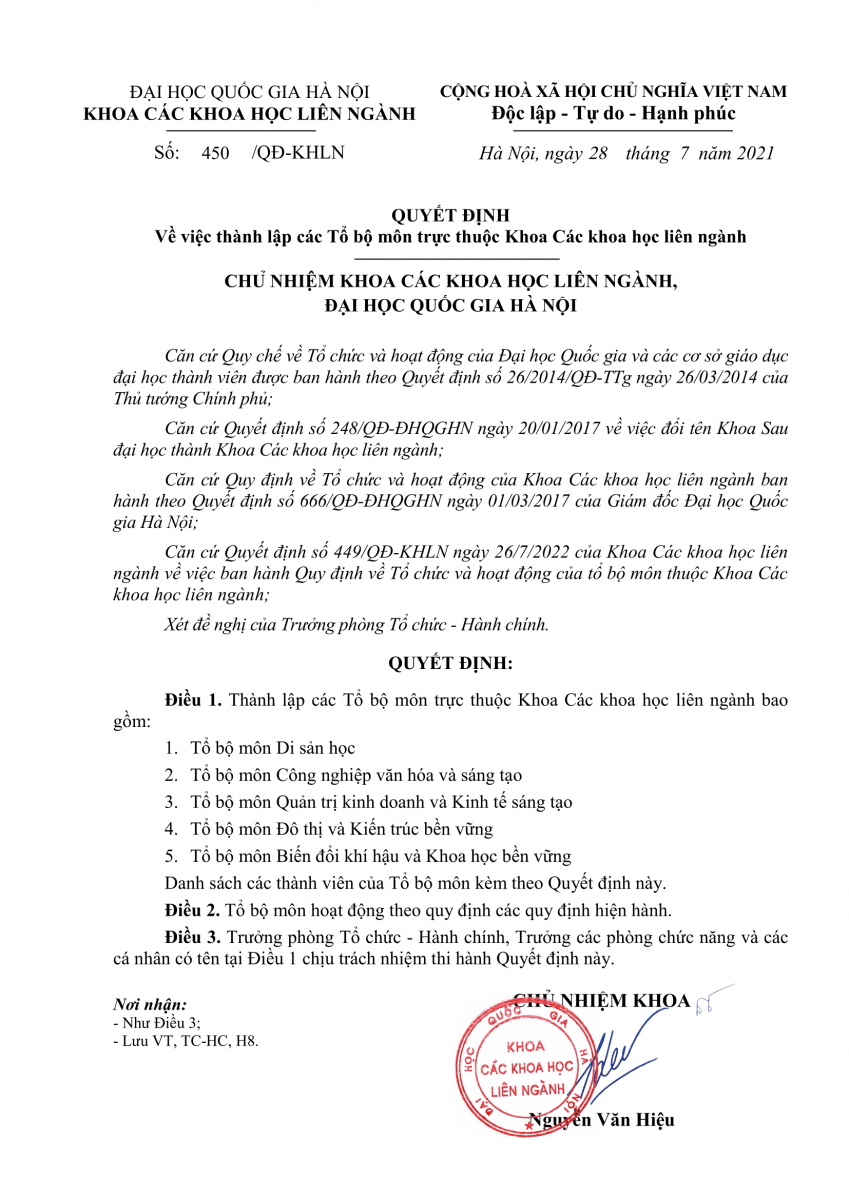 ĐẠI HỌC QUỐC GIA HÀ NỘI
KHOA CÁC KHOA HỌC LIÊN NGÀNH
CỘNG HOÀ XÃ HỘI CHỦ NGHĨA VIỆT NAM
Độc lập - Tự do - Hạnh phúc
Số: 450 /QĐ-KHLN
Hà Nội, ngày 28 tháng 7 năm 2021
QUYẾT ĐỊNH
Về việc thành lập các Tổ bộ môn trực thuộc Khoa Các khoa học liên ngành
CHỦ NHIỆM KHOA CÁC KHOA HỌC LIÊN NGÀNH,
ĐẠI HỌC QUỐC GIA HÀ NỘI
Căn cứ Quy chế về Tổ chức và hoạt động của Đại học Quốc gia và các cơ sở giáo dục
đại học thành viên được ban hành theo Quyết định số 26/2014/QĐ-TTg ngày 26/03/2014 của
Thủ tướng Chính phủ;
Căn cứ Quyết định số 248/QĐ-ĐHQGHN ngày 20/01/2017 về việc đổi tên Khoa Sau
đại học thành Khoa Các khoa học liên ngành;
Căn cứ Quy định về Tổ chức và hoạt động của Khoa Các khoa học liên ngành ban
hành theo Quyết định số 666/QĐ-ĐHQGHN ngày 01/03/2017 của Giám đốc Đại học Quốc
gia Hà Nội;
Căn cứ Quyết định số 449/QĐ-KHLN ngày 26/7/2022 của Khoa Các khoa học liên
ngành về việc ban hành Quy định về Tổ chức và hoạt động của tổ bộ môn thuộc Khoa Các
khoa học liên ngành;
Xét đề nghị của Trưởng phòng Tổ chức - Hành chính.
QUYẾT ĐỊNH:
Điều 1. Thành lập các Tổ bộ môn trực thuộc Khoa Các khoa học liên ngành bao
gồm:
1. Tổ bộ môn Di sản học
2. Tổ bộ môn Công nghiệp văn hóa và sáng tạo
3. Tổ bộ môn Quản trị kinh doanh và Kinh tế sáng tạo
4. Tổ bộ môn Đô thị và Kiến trúc bền vững
5. Tổ bộ môn Biến đổi khí hậu và Khoa học bền vững
Danh sách các thành viên của Tổ bộ môn kèm theo Quyết định này.
Điều 2. Tổ bộ môn hoạt động theo quy định các quy định hiện hành.
Điều 3. Trưởng phòng Tổ chức - Hành chính, Trưởng các phòng chức năng và các
cá nhân có tên tại Điều 1 chịu trách nhiệm thi hành Quyết định này.
Nơi nhận:
- Như Điều 3;
- Lưu VT, TC-HC, H8.
CHỦ NHIỆM KHOA
ĐẠI HỌC QUỐC GIA HÀ NỘI
KHOA
CÁC KHOA HỌC
LIÊN NGÀNH
Nguyễn Văn Hiệu